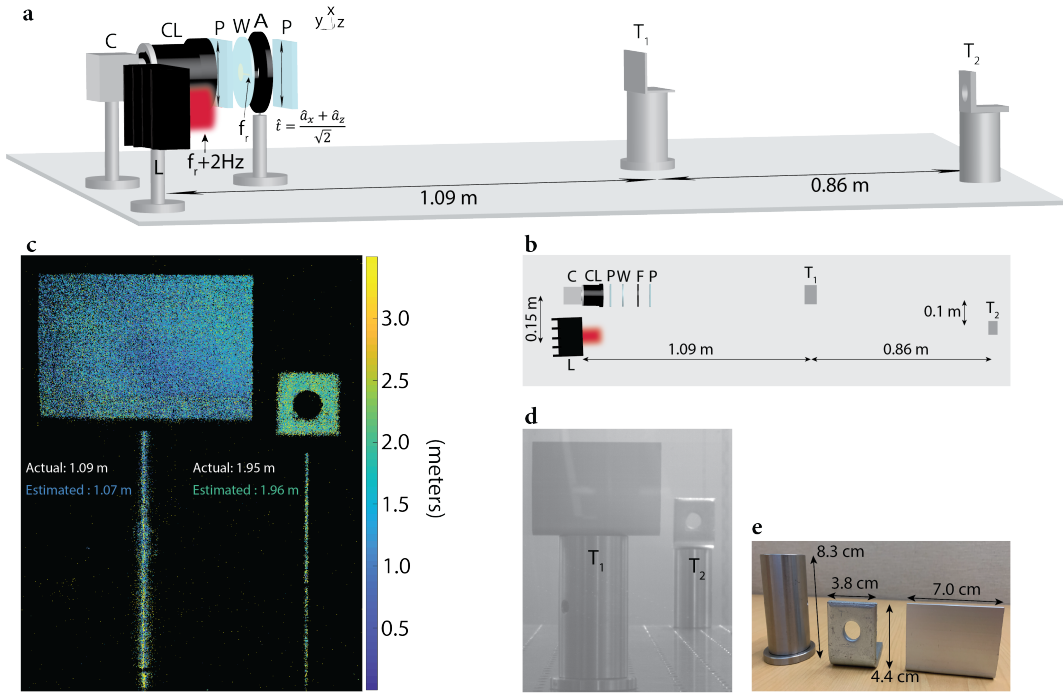 a
C
CL
P
W
A
P
y
x
z
T1
T2
fr
t̂ = (âx + âz)/√2
L
fr+2Hz
1.09 m
0.86 m
c
3.0
2.5
2.0
1.5
1.0
0.5
(meters)
Actual: 1.09 m
Estimated : 1.07 m
Actual: 1.95 m
Estimated : 1.96 m
b
C CL P W F P
T1
T2
0.15 m
0.1 m
L
1.09 m
0.86 m
d
T1
T2
e
8.3 cm
3.8 cm
7.0 cm
4.4 cm